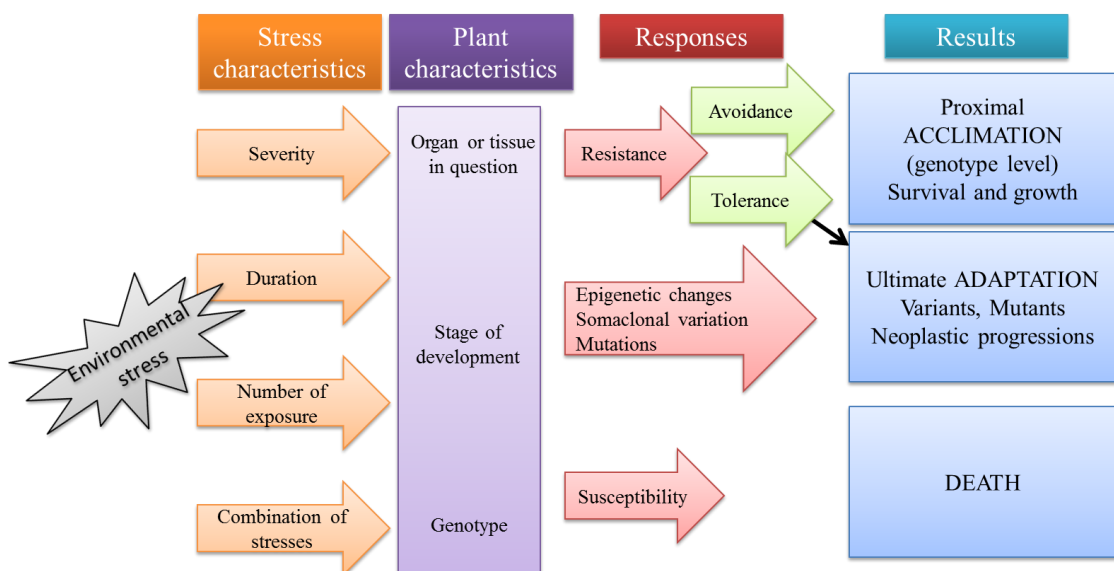 Stress
characteristics
Plant
characteristics
Responses
Results
Environmental
stress
Severity
Duration
Number of
exposure
Combination of
stresses
Organ or tissue
in question
Stage of
development
Genotype
Resistance
Avoidance
Tolerance
Epigenetic changes
Somaclonal variation
Mutations
Susceptibility
Proximal
ACCLIMATION
(genotype level)
Survival and growth
Ultimate ADAPTATION
Variants, Mutants
Neoplastic progressions
DEATH